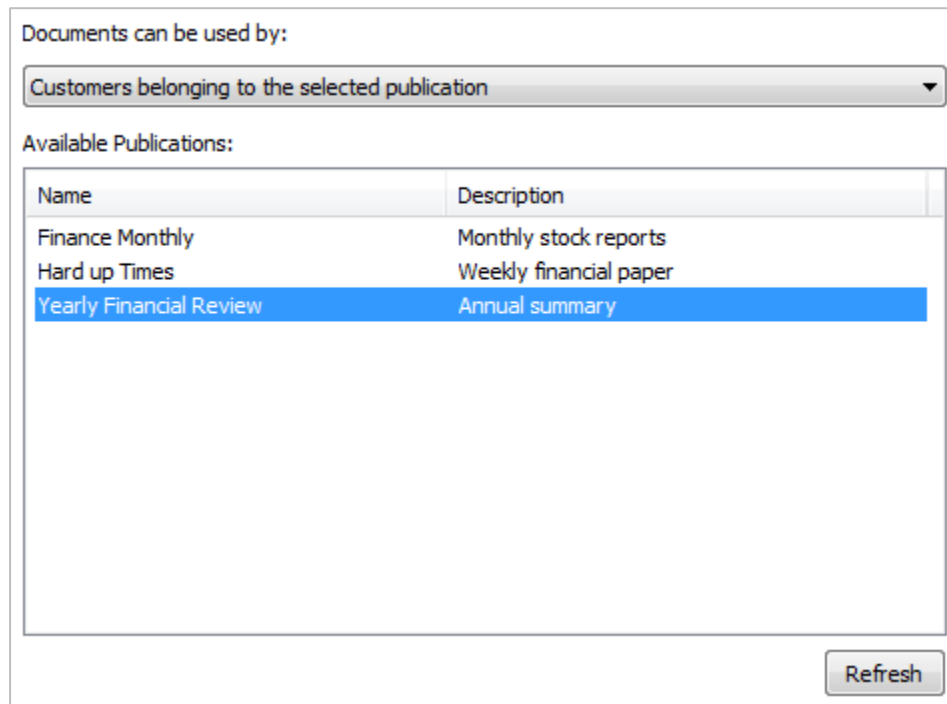 Documents can be used by:
Customers belonging to the selected publication
Available Publications:
Name Description
Finance Monthly Monthly stock reports
Hard up Times Weekly financial paper
Yearly Financial Review Annual summary
Refresh